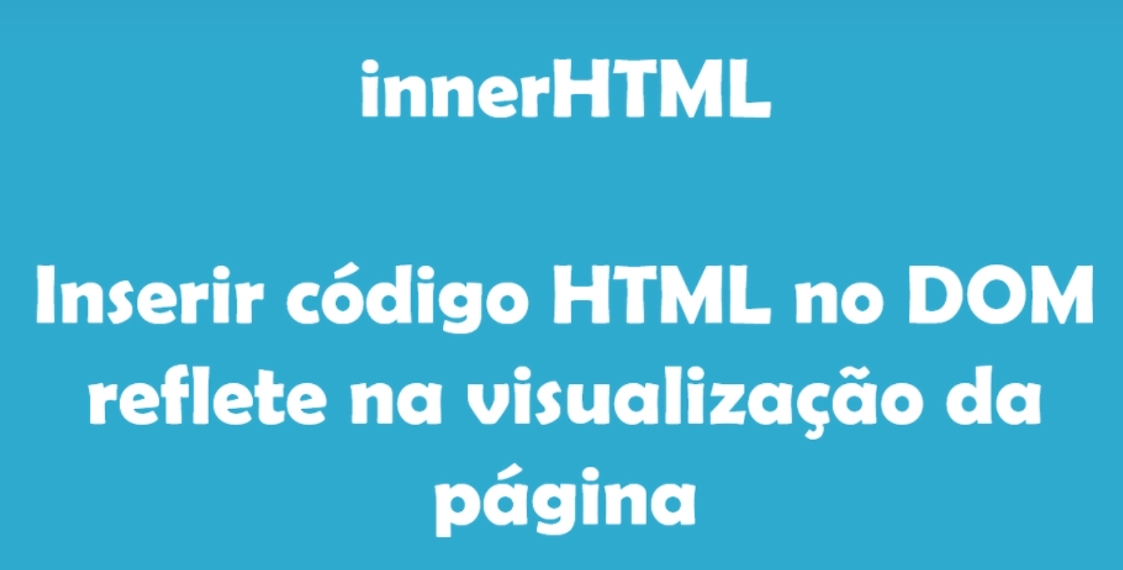 innerHTML
Inserir código HTML no DOM
reflete na visualização da
página